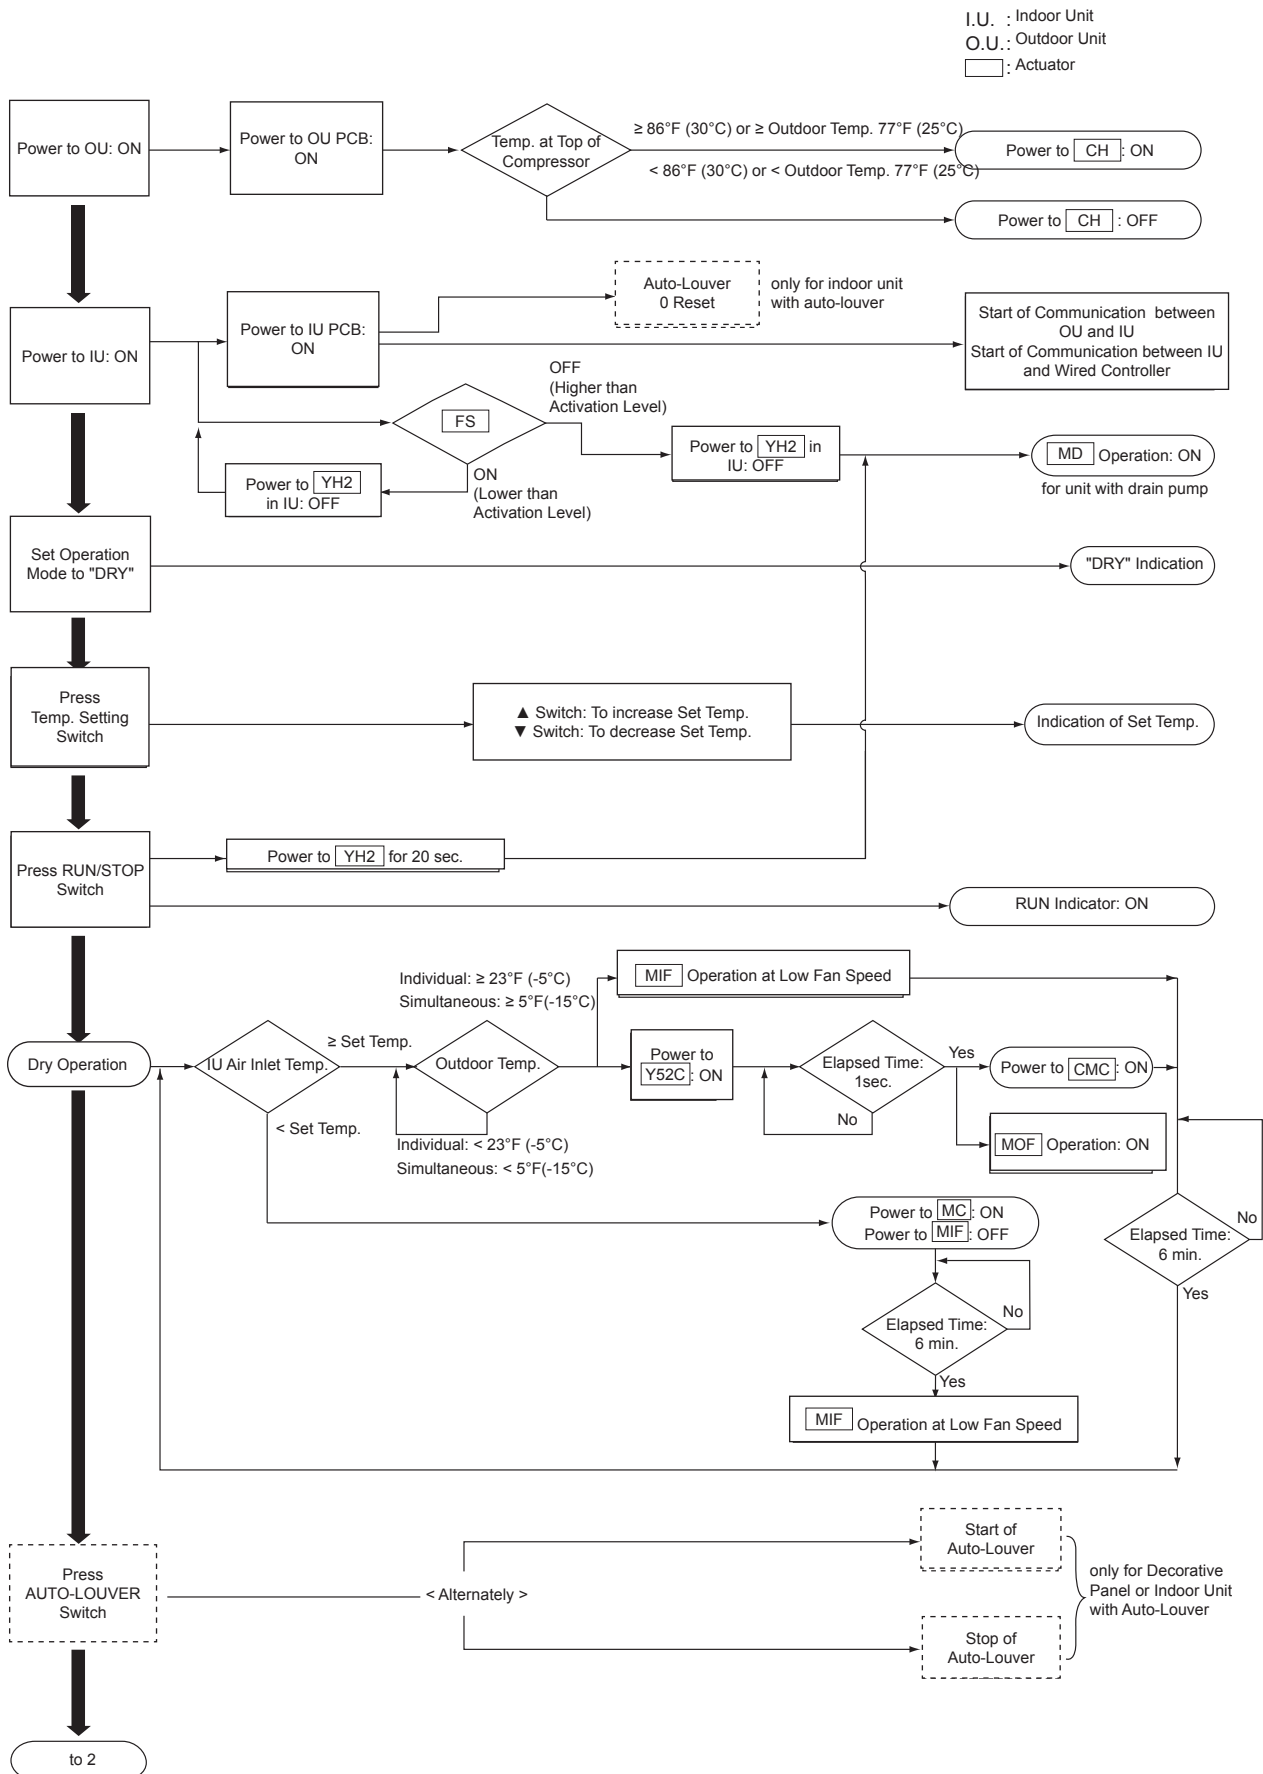 I.U. : Indoor Unit
O.U.: Outdoor Unit
: Actuator
Power to OU: ON
Power to OU PCB:
ON
Temp. at Top of
Compressor
≥ 86°F (30°C) or ≥ Outdoor Temp. 77°F (25°C)
< 86°F (30°C) or < Outdoor Temp. 77°F (25°C)
Power to CH : ON
Power to CH : OFF
Power to IU: ON
Power to IU PCB:
ON
Auto-Louver
0 Reset
only for indoor unit
with auto-louver
Start of Communication between
OU and IU
Start of Communication between IU
and Wired Controller
FS
OFF
(Higher than
Activation Level)
ON
(Lower than
Activation Level)
Power to YH2
in IU: OFF
Power to YH2 in
IU: OFF
MD Operation: ON
for unit with drain pump
Set Operation
Mode to "DRY"
"DRY" Indication
Press
Temp. Setting
Switch
▲ Switch: To increase Set Temp.
▼ Switch: To decrease Set Temp.
Indication of Set Temp.
Press RUN/STOP
Switch
Power to YH2 for 20 sec.
RUN Indicator: ON
Dry Operation
IU Air Inlet Temp.
≥ Set Temp.
< Set Temp.
Individual: ≥ 23°F (-5°C)
Simultaneous: ≥ 5°F(-15°C)
Outdoor Temp.
Individual: < 23°F (-5°C)
Simultaneous: < 5°F(-15°C)
MIF Operation at Low Fan Speed
Power to
Y52C : ON
Elapsed Time:
1sec.
Yes
No
Power to CMC : ON
MOF Operation: ON
Power to MC : ON
Power to MIF : OFF
Elapsed Time:
6 min.
No
Yes
Elapsed Time:
6 min.
No
Yes
MIF Operation at Low Fan Speed
Press
AUTO-LOUVER
Switch
< Alternately >
Start of
Auto-Louver
Stop of
Auto-Louver
only for Decorative
Panel or Indoor Unit
with Auto-Louver
to 2